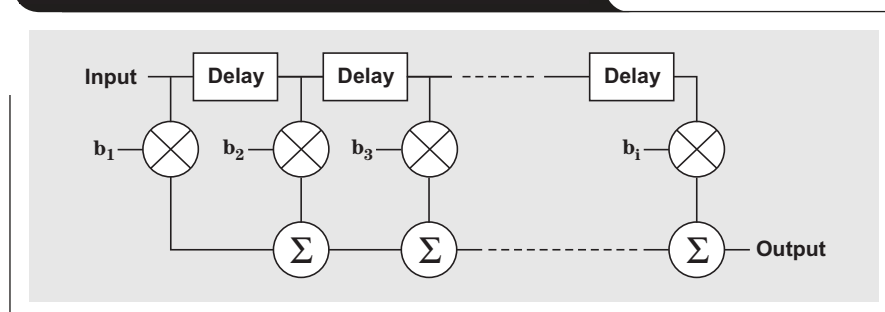 Input Delay Delay Delay
b1 b2 b3 bi
Σ Σ Σ Output